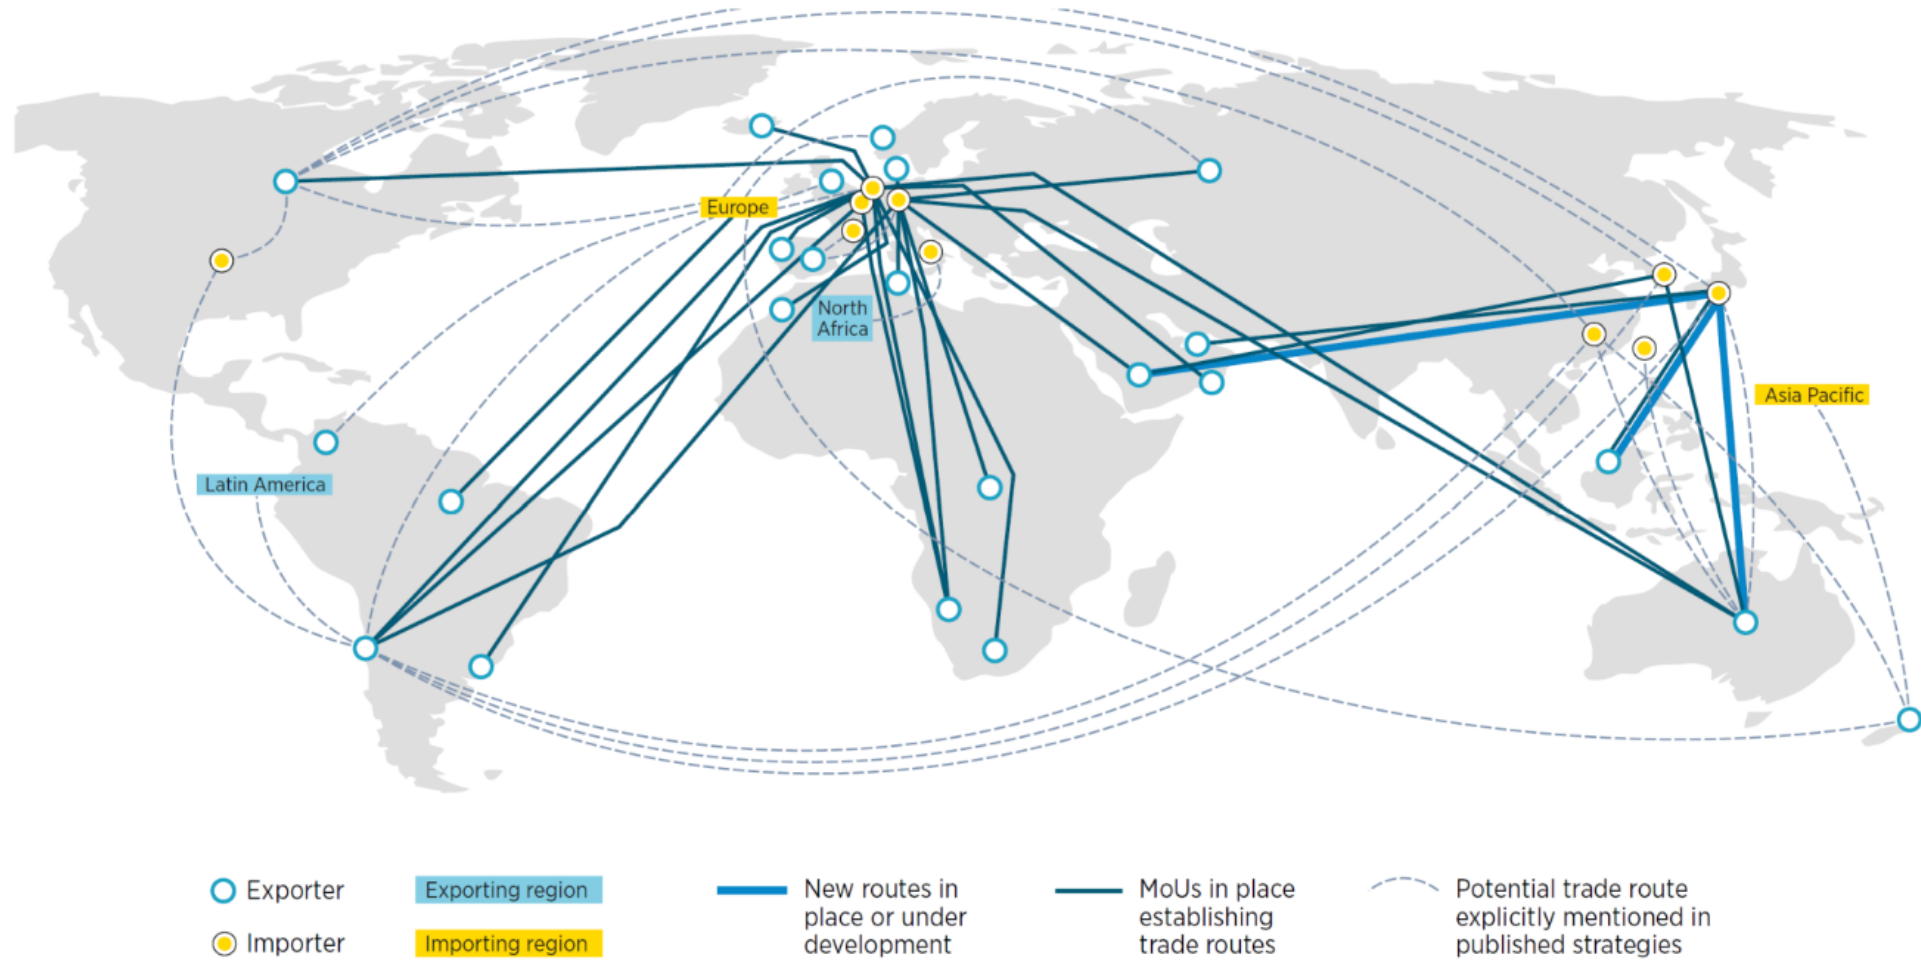 Europe
North
Africa
Asia Pacific
Latin America
Exporter
Importer
Exporting region
Importing region
New routes in
place or under
development
MoUs in place
establishing
trade routes
Potential trade route
explicitly mentioned in
published strategies